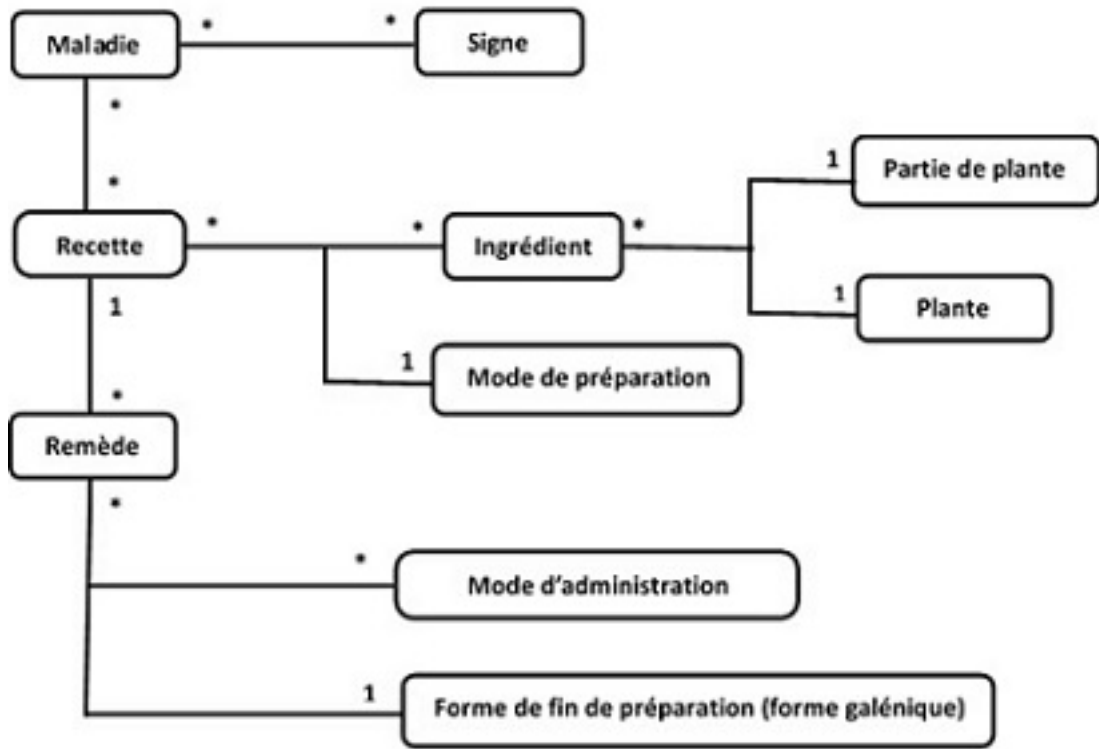 Maladie
*
*
Signe
*
*
Recette
*
*
Ingrédient
*
1
Partie de plante
1
Plante
1
Mode de préparation
1
*
Remède
*
*
Mode d'administration
1
Forme de fin de préparation (forme galénique)